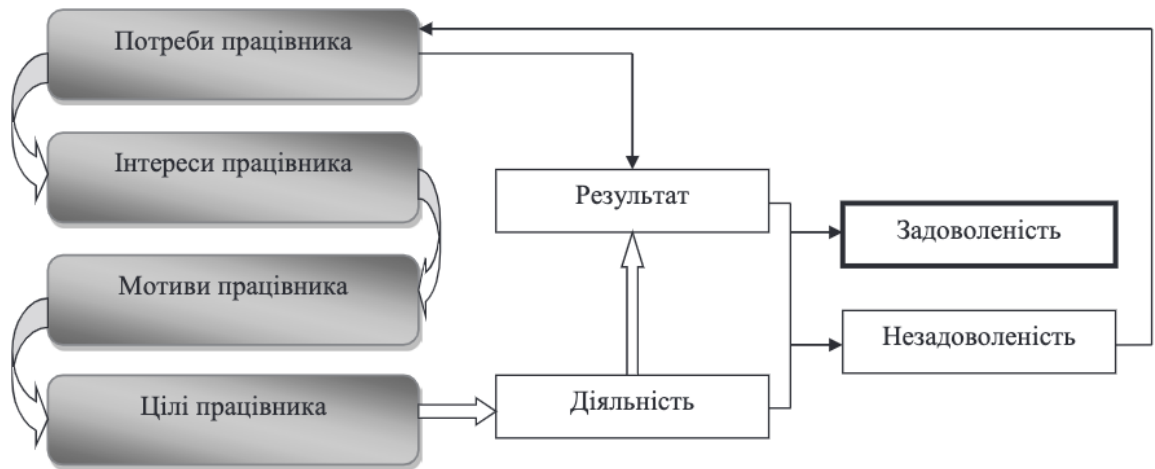 Потреби працівника
Інтереси працівника
Результат
Задоволеність
Мотиви працівника
Незадоволеність
Цілі працівника
Діяльність